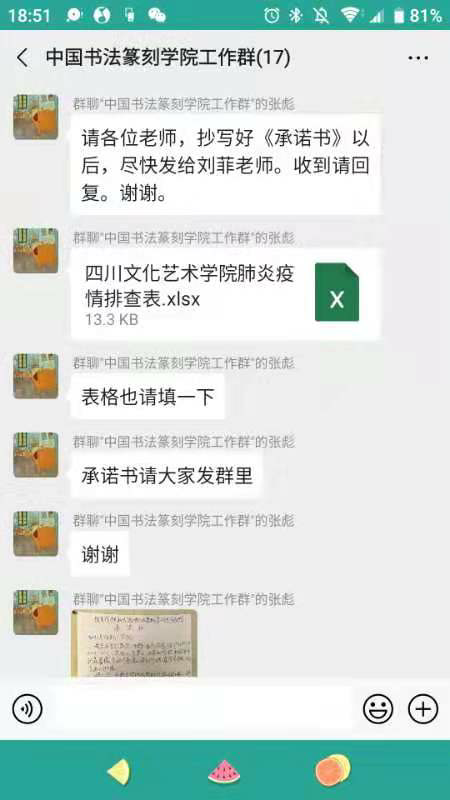 18:51
81%
中国书法篆刻学院工作群(17)
群聊"中国书法篆刻学院工作群"的张彪
请各位老师，抄写好《承诺书》以
后，尽快发给刘菲老师。收到请回
复。谢谢。
群聊"中国书法篆刻学院工作群"的张彪
四川文化艺术学院肺炎疫
情排查表.xlsx
X
13.3 KB
群聊"中国书法篆刻学院工作群"的张彪
表格也请填一下
群聊"中国书法篆刻学院工作群"的张彪
承诺书请大家发群里
群聊"中国书法篆刻学院工作群"的张彪
谢谢
群聊"中国书法篆刻学院工作群"的张彪